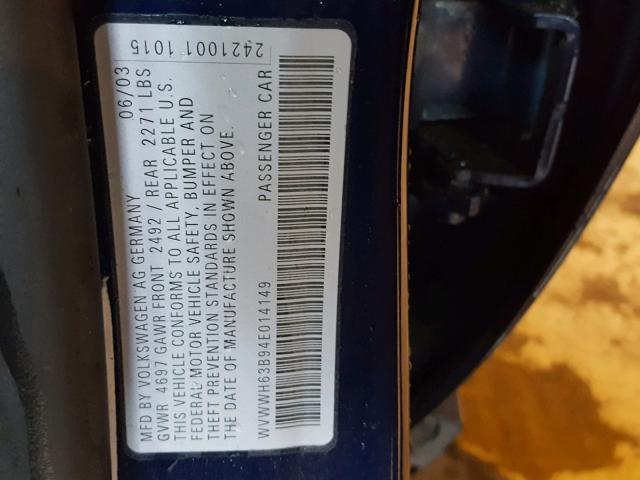 MFD BY VOLKSWAGEN AG GERMANY 06/03
GVWR 4697 GAWR FRONT 2492 / REAR 2271 LBS
THIS VEHICLE CONFORMS TO ALL APPLICABLE U.S.
FEDERAL MOTOR VEHICLE SAFETY, BUMPER AND
THEFT PREVENTION STANDARDS IN EFFECT ON
THE DATE OF MANUFACTURE SHOWN ABOVE.
2421001 1015
WVWWH63B94E014149 PASSENGER CAR